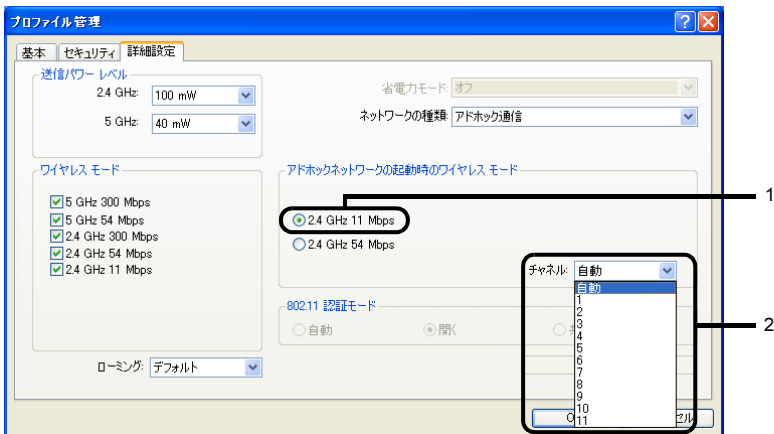 プロファイル管理
基本 セキュリティ 詳細設定
送信パワー レベル
2.4 GHz: 100 mW
5 GHz: 40 mW
省電力モード: オフ
ネットワークの種類: アドホック通信
ワイヤレス モード
5 GHz 300 Mbps
5 GHz 54 Mbps
2.4 GHz 300 Mbps
2.4 GHz 54 Mbps
2.4 GHz 11 Mbps
アドホックネットワークの起動時のワイヤレス モード
2.4 GHz 11 Mbps
2.4 GHz 54 Mbps
1
チャネル: 自動
自動
1
2
3
4
5
6
7
8
9
10
11
2
802.11 認証モード
自動 開く
ローミング: デフォルト